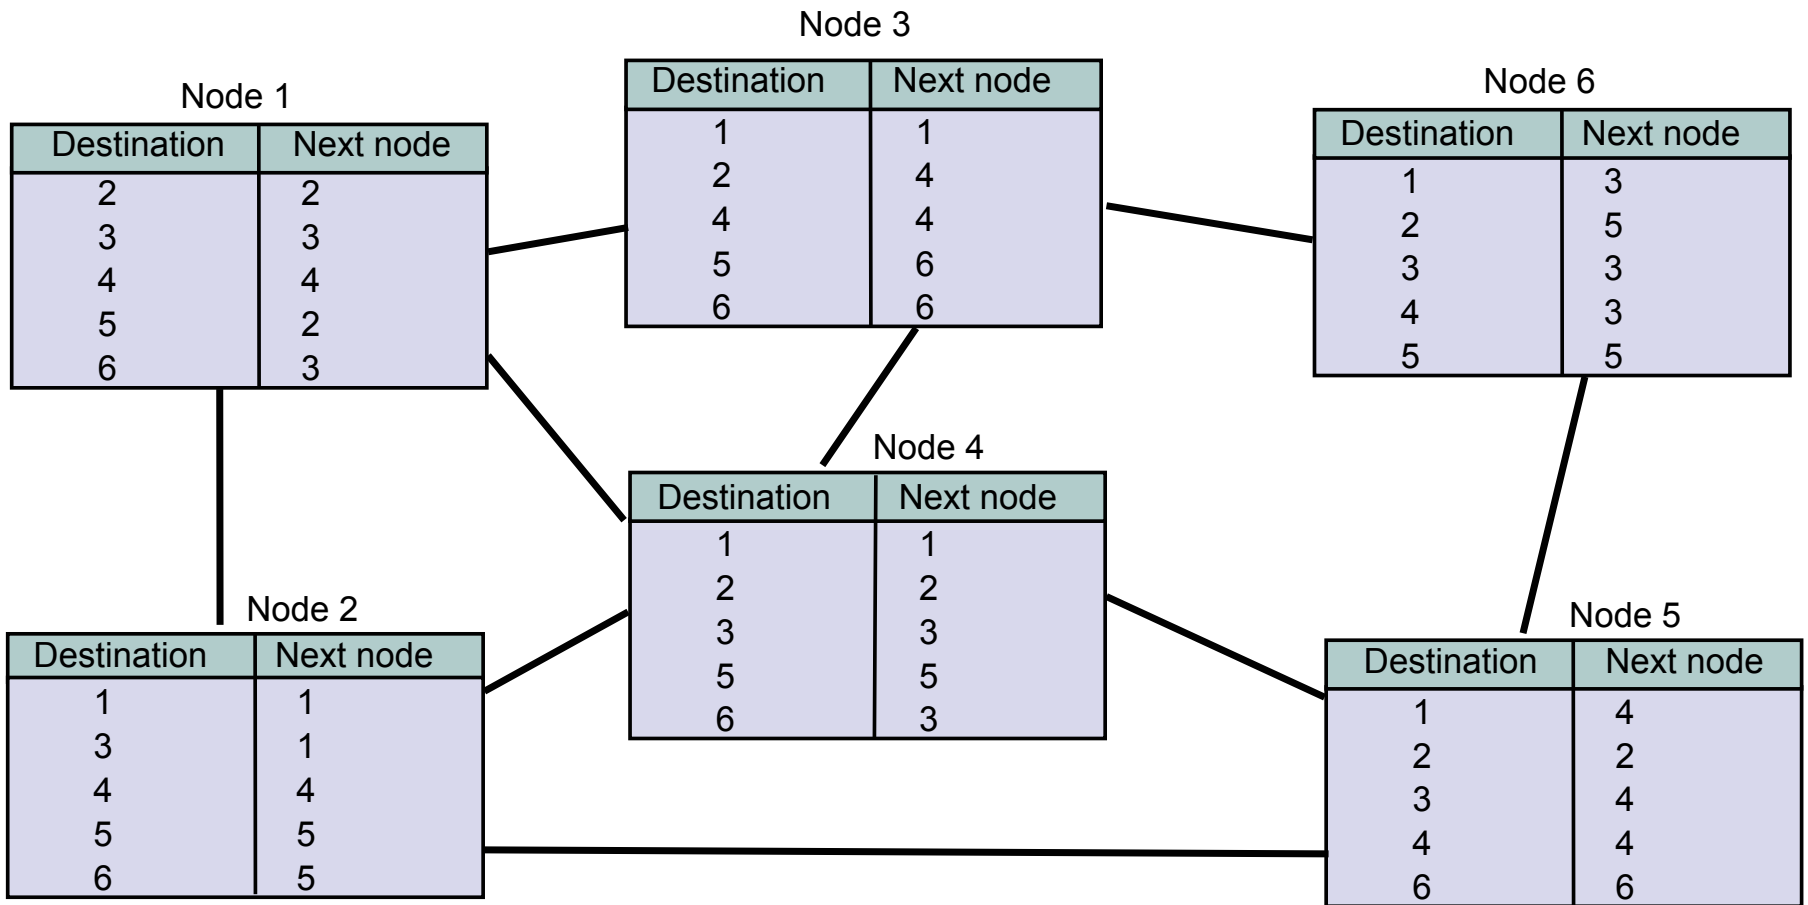 Node 3
Destination Next node
1 1
2 4
4 4
5 6
6 6
Node 1
Destination Next node
2 2
3 3
4 4
5 2
6 3
Node 6
Destination Next node
1 3
2 5
3 3
4 3
5 5
Node 4
Destination Next node
1 1
2 2
3 3
5 5
6 3
Node 2
Destination Next node
1 1
3 1
4 4
5 5
6 5
Node 5
Destination Next node
1 4
2 2
3 4
4 4
6 6